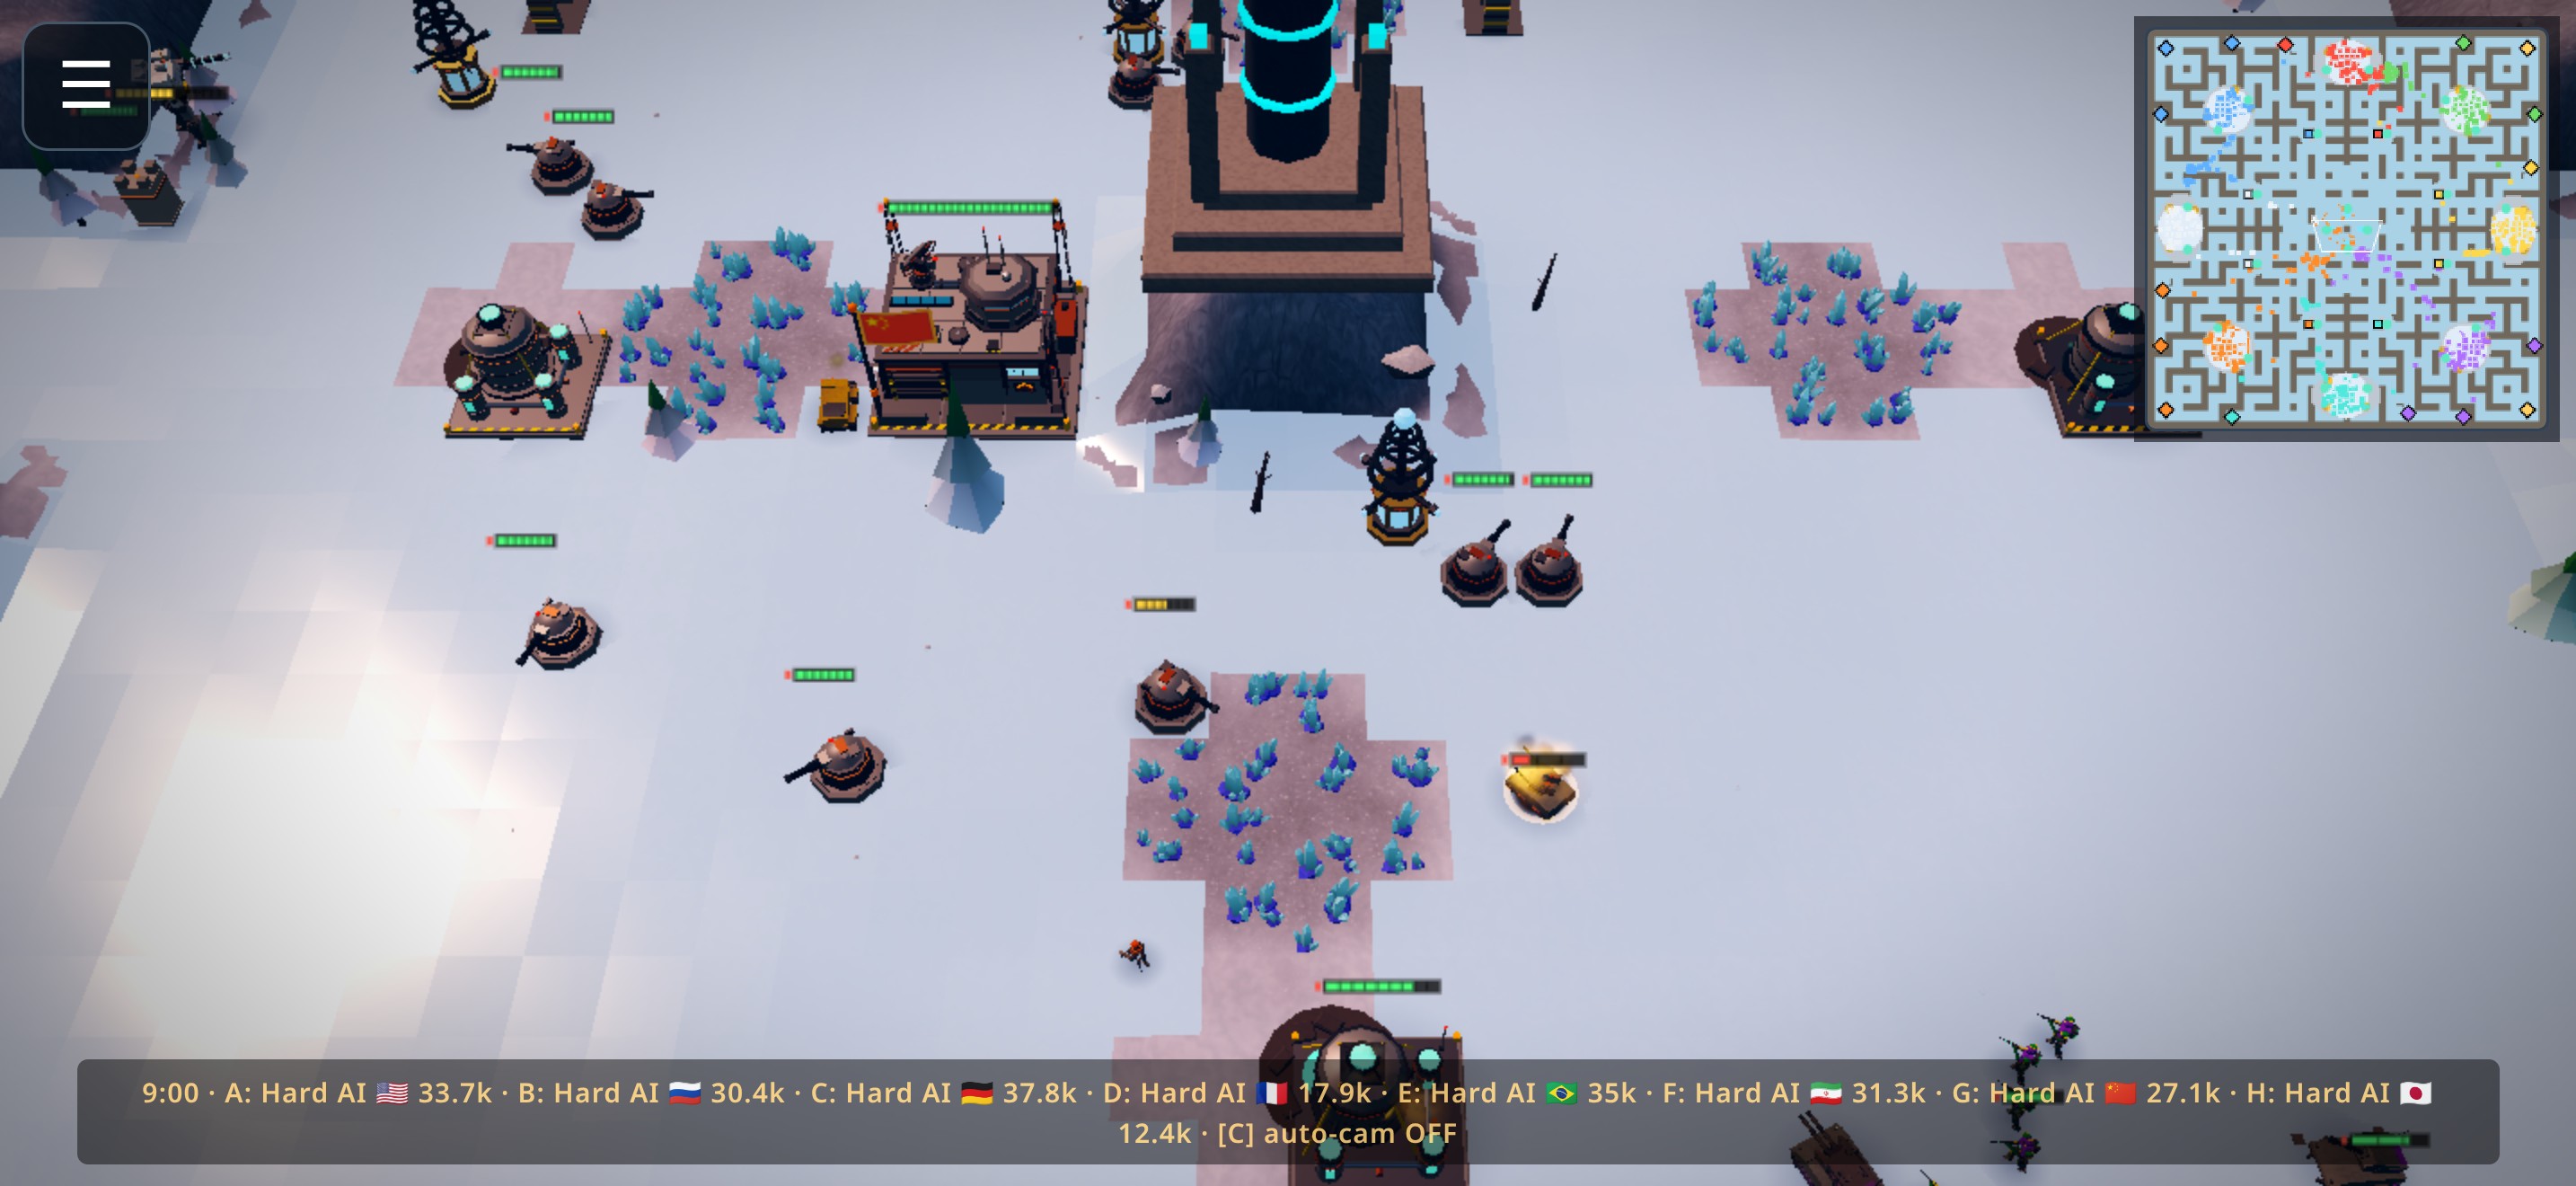 9:00 · A: Hard AI 🇺🇸 33.7k · B: Hard AI 🇷🇺 30.4k · C: Hard AI 🇩🇪 37.8k · D: Hard AI 🇫🇷 17.9k · E: Hard AI 🇧🇷 35k · F: Hard AI 🇮🇷 31.3k · G: Hard AI 🇨🇳 27.1k · H: Hard AI 🇯🇵
12.4k · [C] auto-cam OFF